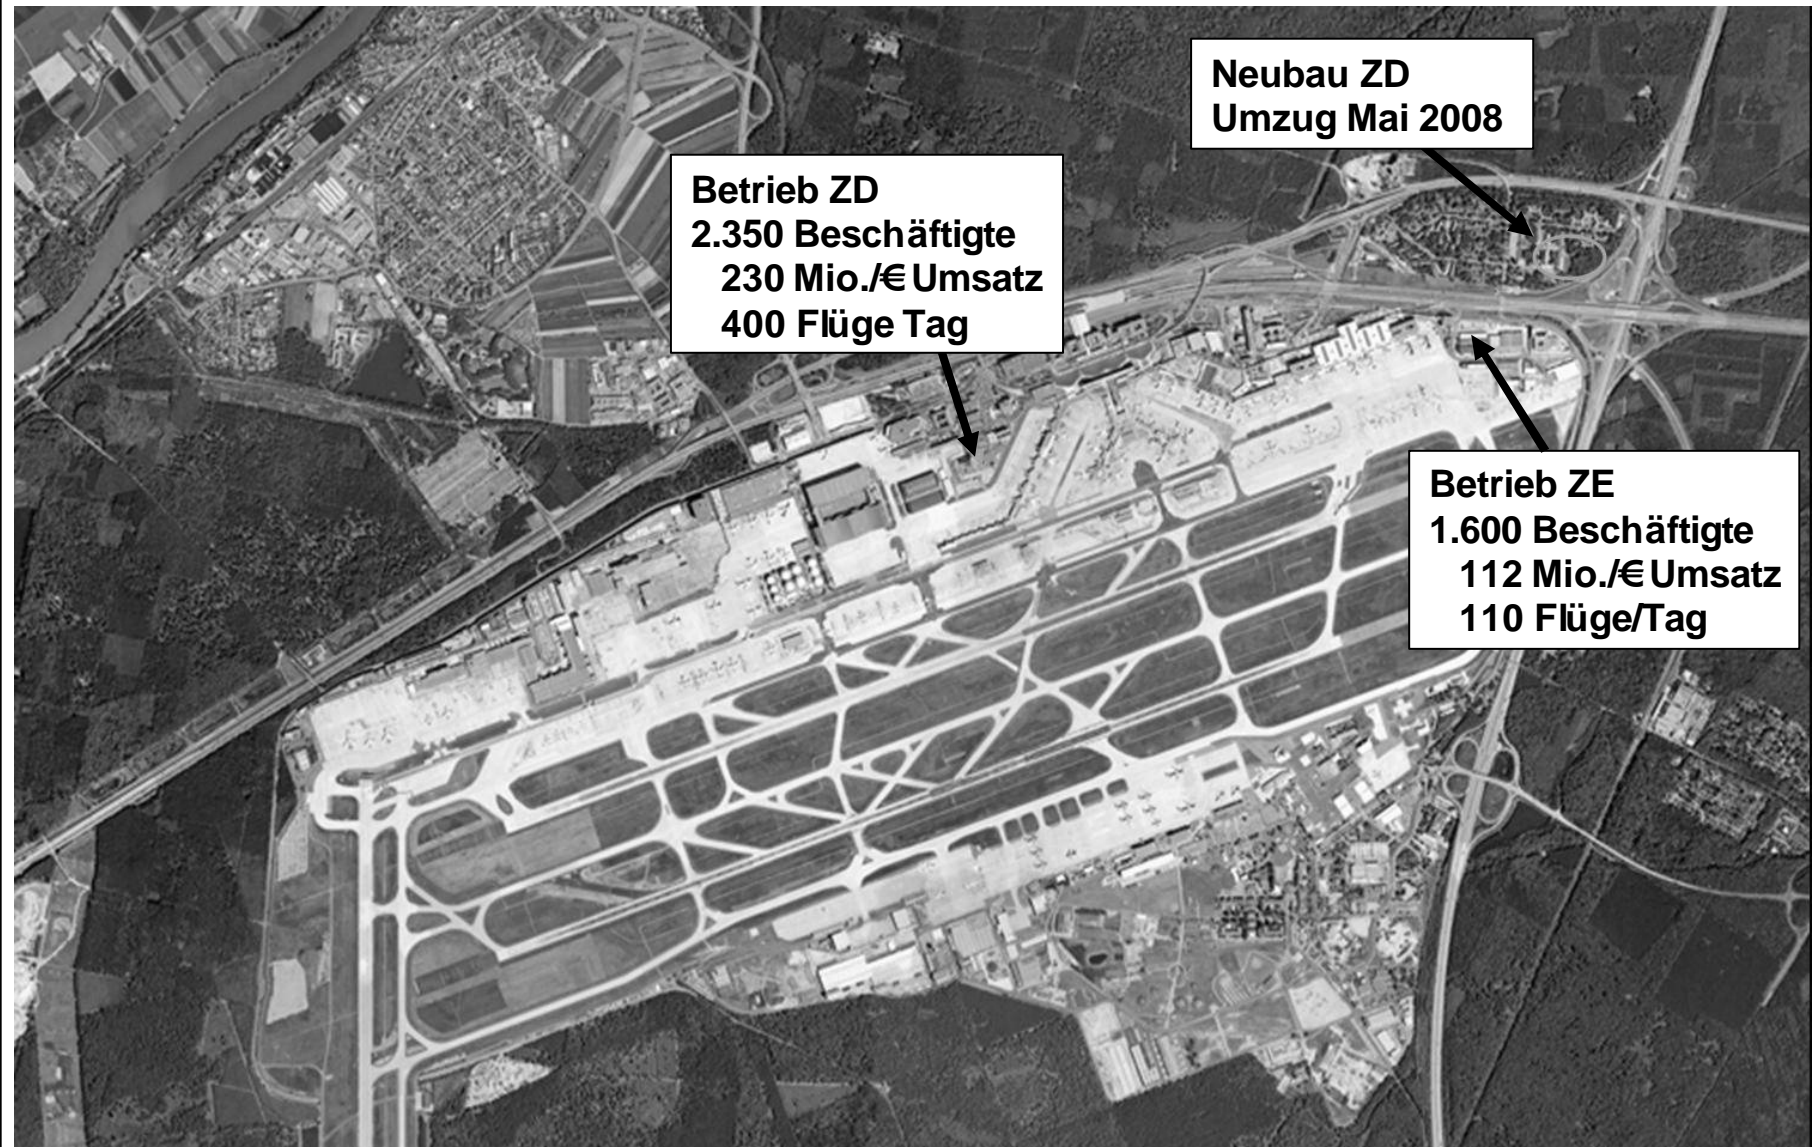 Neubau ZD
Umzug Mai 2008
Betrieb ZD
2.350 Beschäftigte
230 Mio./€ Umsatz
400 Flüge Tag
Betrieb ZE
1.600 Beschäftigte
112 Mio./€ Umsatz
110 Flüge/Tag